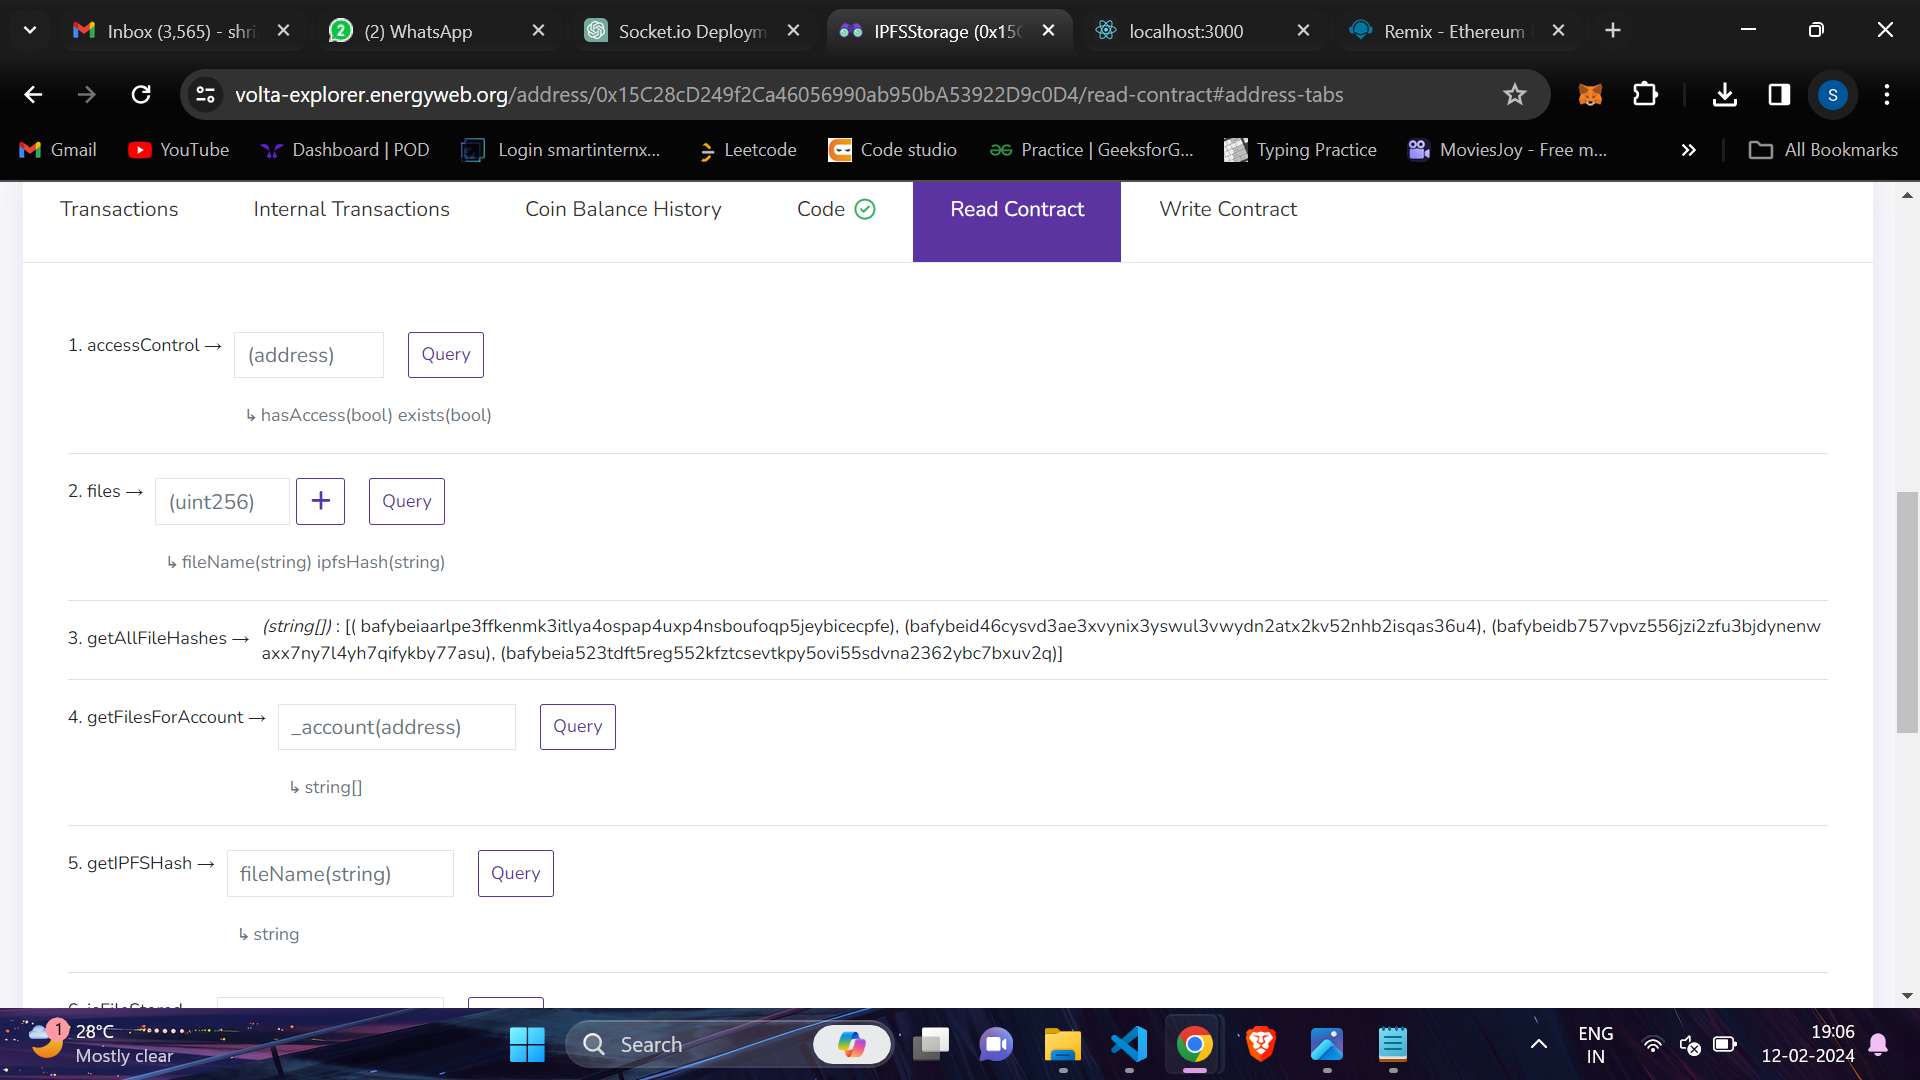 Inbox (3,565) - shri
2
(2) WhatsApp
Socket.io Deploym
IPFSStorage (0x15C
localhost:3000
Remix - Ethereum
volta-explorer.energyweb.org/address/0x15C28cD249f2Ca46056990ab950bA53922D9c0D4/read-contract#address-tabs
S
Gmail
YouTube
Dashboard | POD
Login smartinternx...
Leetcode
Code studio
Practice | GeeksforG...
Typing Practice
MoviesJoy - Free m...
All Bookmarks
Transactions
Internal Transactions
Coin Balance History
Code
Read Contract
Write Contract
1. accessControl → (address) Query
↳ hasAccess(bool) exists(bool)
2. files → (uint256) + Query
↳ fileName(string) ipfsHash(string)
3. getAllFileHashes → (string[]) : [( bafybeiaarlpe3ffkenmk3itlya4ospap4uxp4nsboufoqp5jeybicecpfe), (bafybeid46cysvd3ae3xvynix3yswul3vwydn2atx2kv52nhb2isqas36u4), (bafybeidb757vpvz556jzi2zfu3bjdynenw
axx7ny7l4yh7qifykby77asu), (bafybeia523tdft5reg552kfztcsevtkpy5ovi55sdvna2362ybc7bxuv2q)]
4. getFilesForAccount → _account(address) Query
↳ string[]
5. getIPFSHash → fileName(string) Query
↳ string
1
28°C
Mostly clear
Search
ENG
IN
19:06
12-02-2024